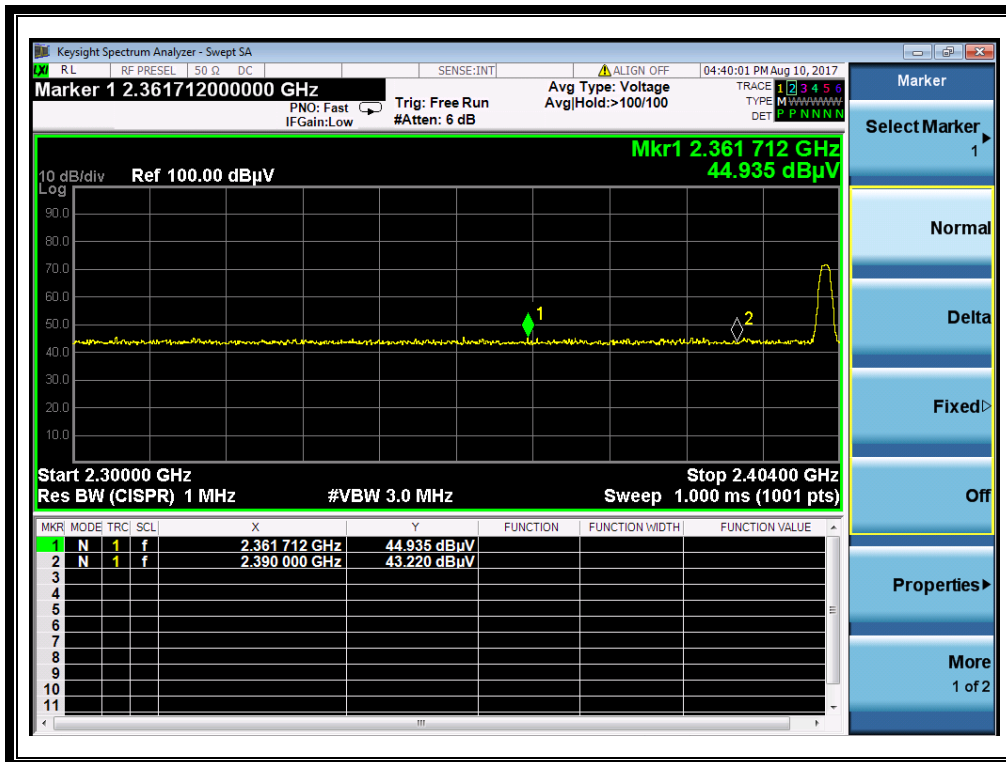 Keysight Spectrum Analyzer - Swept SA
LXI RL RF PRESEL 50 Ω DC SENSE:INT ALIGN OFF 04:40:01 PM Aug 10, 2017
Marker 1 2.361712000000 GHz
PNO: Fast
IFGain:Low
Trig: Free Run
#Atten: 6 dB
Avg Type: Voltage
Avg|Hold:>100/100
TRACE 1 2 3 4 5 6
TYPE M WWWWW
DET P P N N N N
Mkr1 2.361 712 GHz
44.935 dBµV
10 dB/div Ref 100.00 dBµV
Log
90.0
80.0
70.0
60.0
50.0
40.0
30.0
20.0
10.0
1
2
Start 2.30000 GHz Stop 2.40400 GHz
Res BW (CISPR) 1 MHz #VBW 3.0 MHz Sweep 1.000 ms (1001 pts)
MKR MODE TRC SCL X Y FUNCTION FUNCTION WIDTH FUNCTION VALUE
1 N 1 f 2.361 712 GHz 44.935 dBµV
2 N 1 f 2.390 000 GHz 43.220 dBµV
3
4
5
6
7
8
9
10
11
Marker
Select Marker
1
Normal
Delta
Fixed
Off
Properties
More
1 of 2